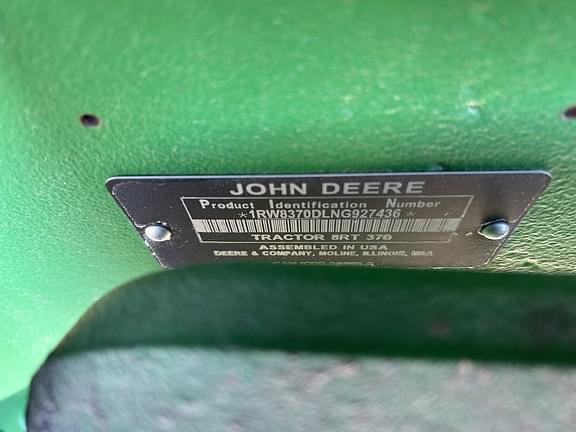 JOHN DEERE
Product Identification Number
*1RW8370DLNG927436*
TRACTOR 8RT 370
ASSEMBLED IN USA
DEERE & COMPANY, MOLINE, ILLINOIS, USA